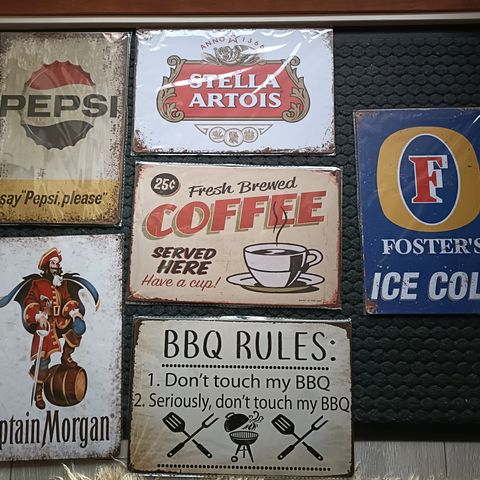 PEPSI
say "Pepsi, please"
ANNO 1366
STELLA
ARTOIS
25¢
Fresh Brewed
COFFEE
SERVED
HERE
Have a cup!
F
FOSTER'S
ICE COL
ptain Morgan
BBQ RULES:
1. Don't touch my BBQ
2. Seriously, don't touch my BBQ